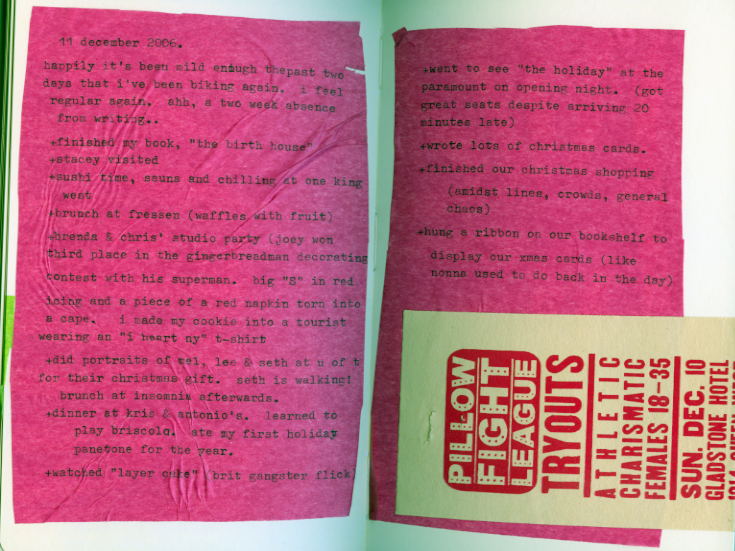 11 december 2006.
happily it's been mild enough thepast two
days that i've been biking again. i feel
regular again. ahh, a two week absence
from writing..
+finished my book, "the birth house"
+stacey visited
+sushi time, sauna and chilling at one king
west
+brunch at fressen (waffles with fruit)
+brenda & chris' studio party (joey won
third place in the gingerbreadman decorating
contest with his superman. big "S" in red
icing and a piece of a red napkin torn into
a cape. i made my cookie into a tourist
wearing an "i heart ny" t-shirt
+did portraits of mel, lee & seth at u of t
for their christmas gift. seth is walking!
brunch at insomnia afterwards.
+dinner at kris & antonio's. learned to
play briscola. ate my first holiday
panetone for the year.
+watched "layer cake" (brit gangster flick)
+went to see "the holiday" at the
paramount on opening night. (got
great seats despite arriving 20
minutes late)
+wrote lots of christmas cards.
+finished our christmas shopping
(amidst lines, crowds, general
chaos)
+hung a ribbon on our bookshelf to
display our xmas cards (like
nonna used to do back in the day)
PILLOW
FIGHT
LEAGUE
TRYOUTS
ATHLETIC
CHARISMATIC
FEMALES 18-35
SUN. DEC. 10
GLADSTONE HOTEL